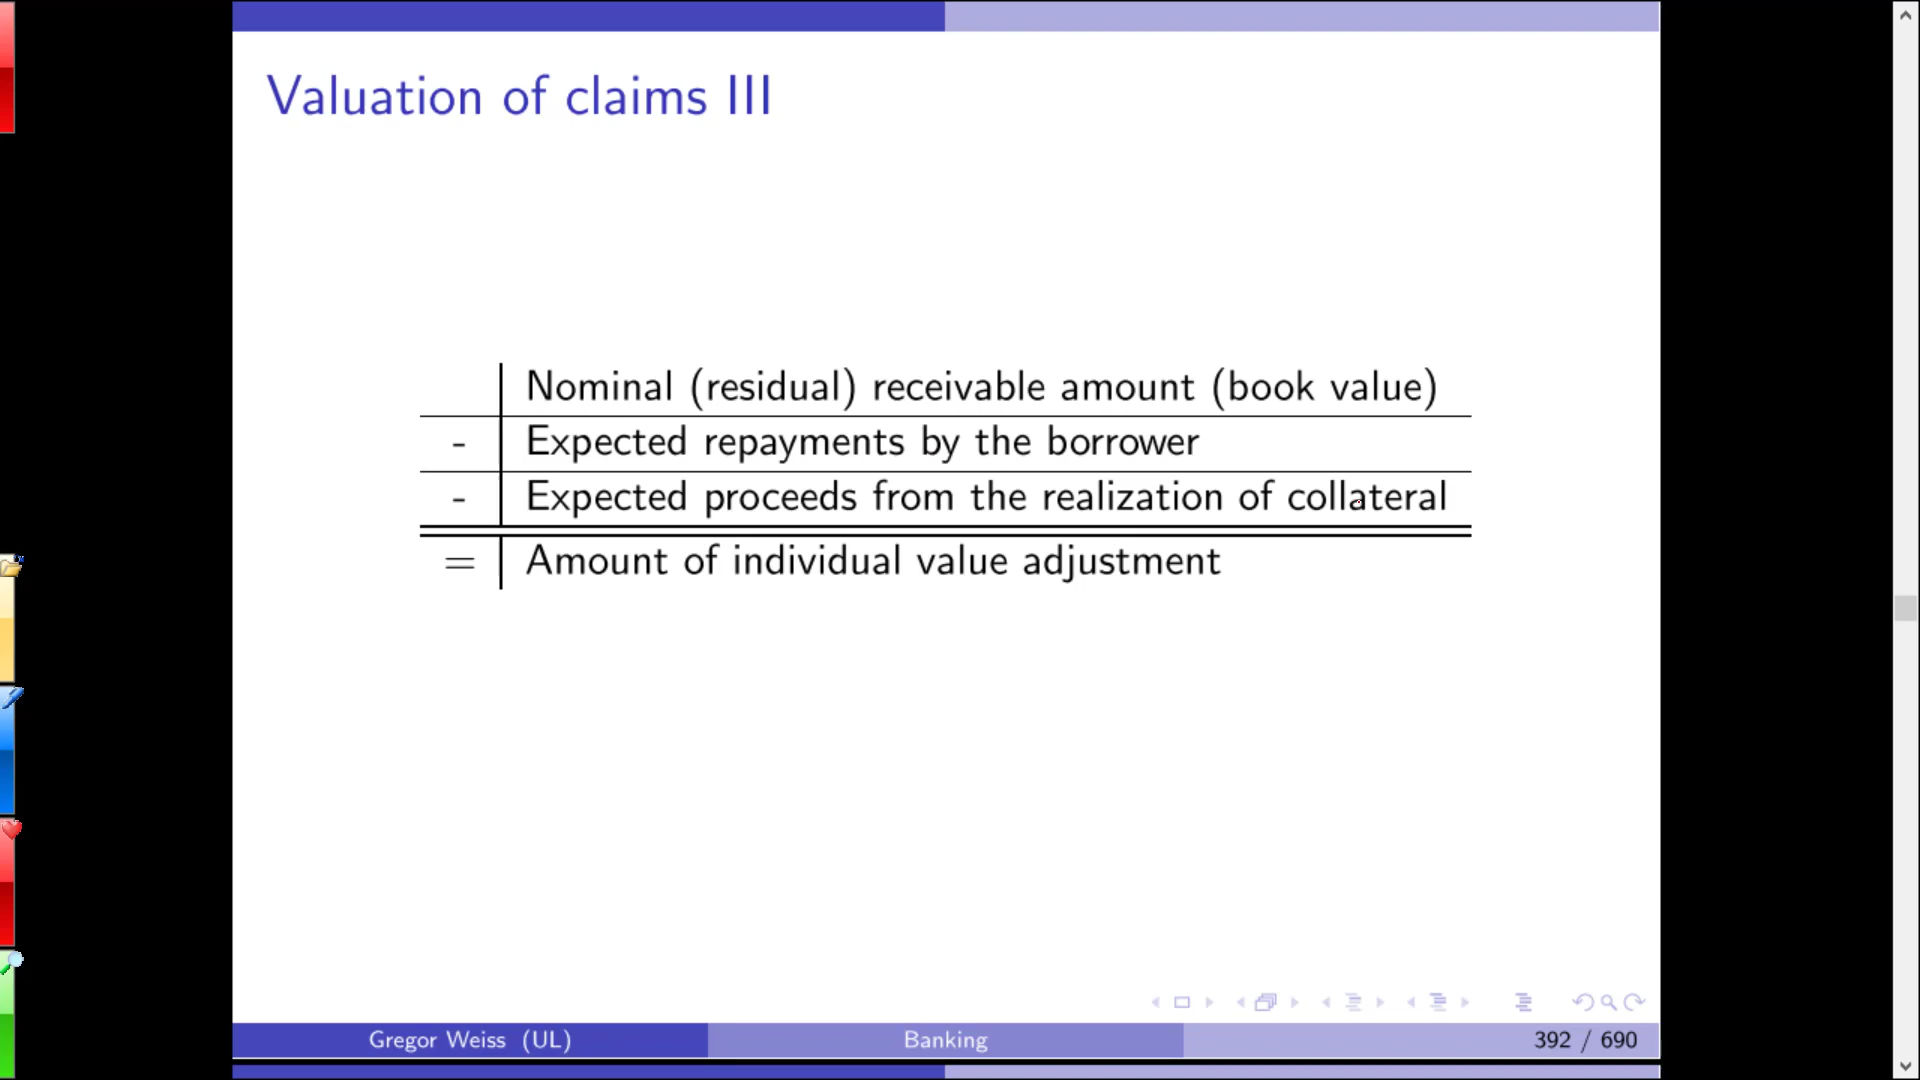 Valuation of claims III
Nominal (residual) receivable amount (book value)
- Expected repayments by the borrower
- Expected proceeds from the realization of collateral
= Amount of individual value adjustment
Gregor Weiss (UL) Banking 392 / 690